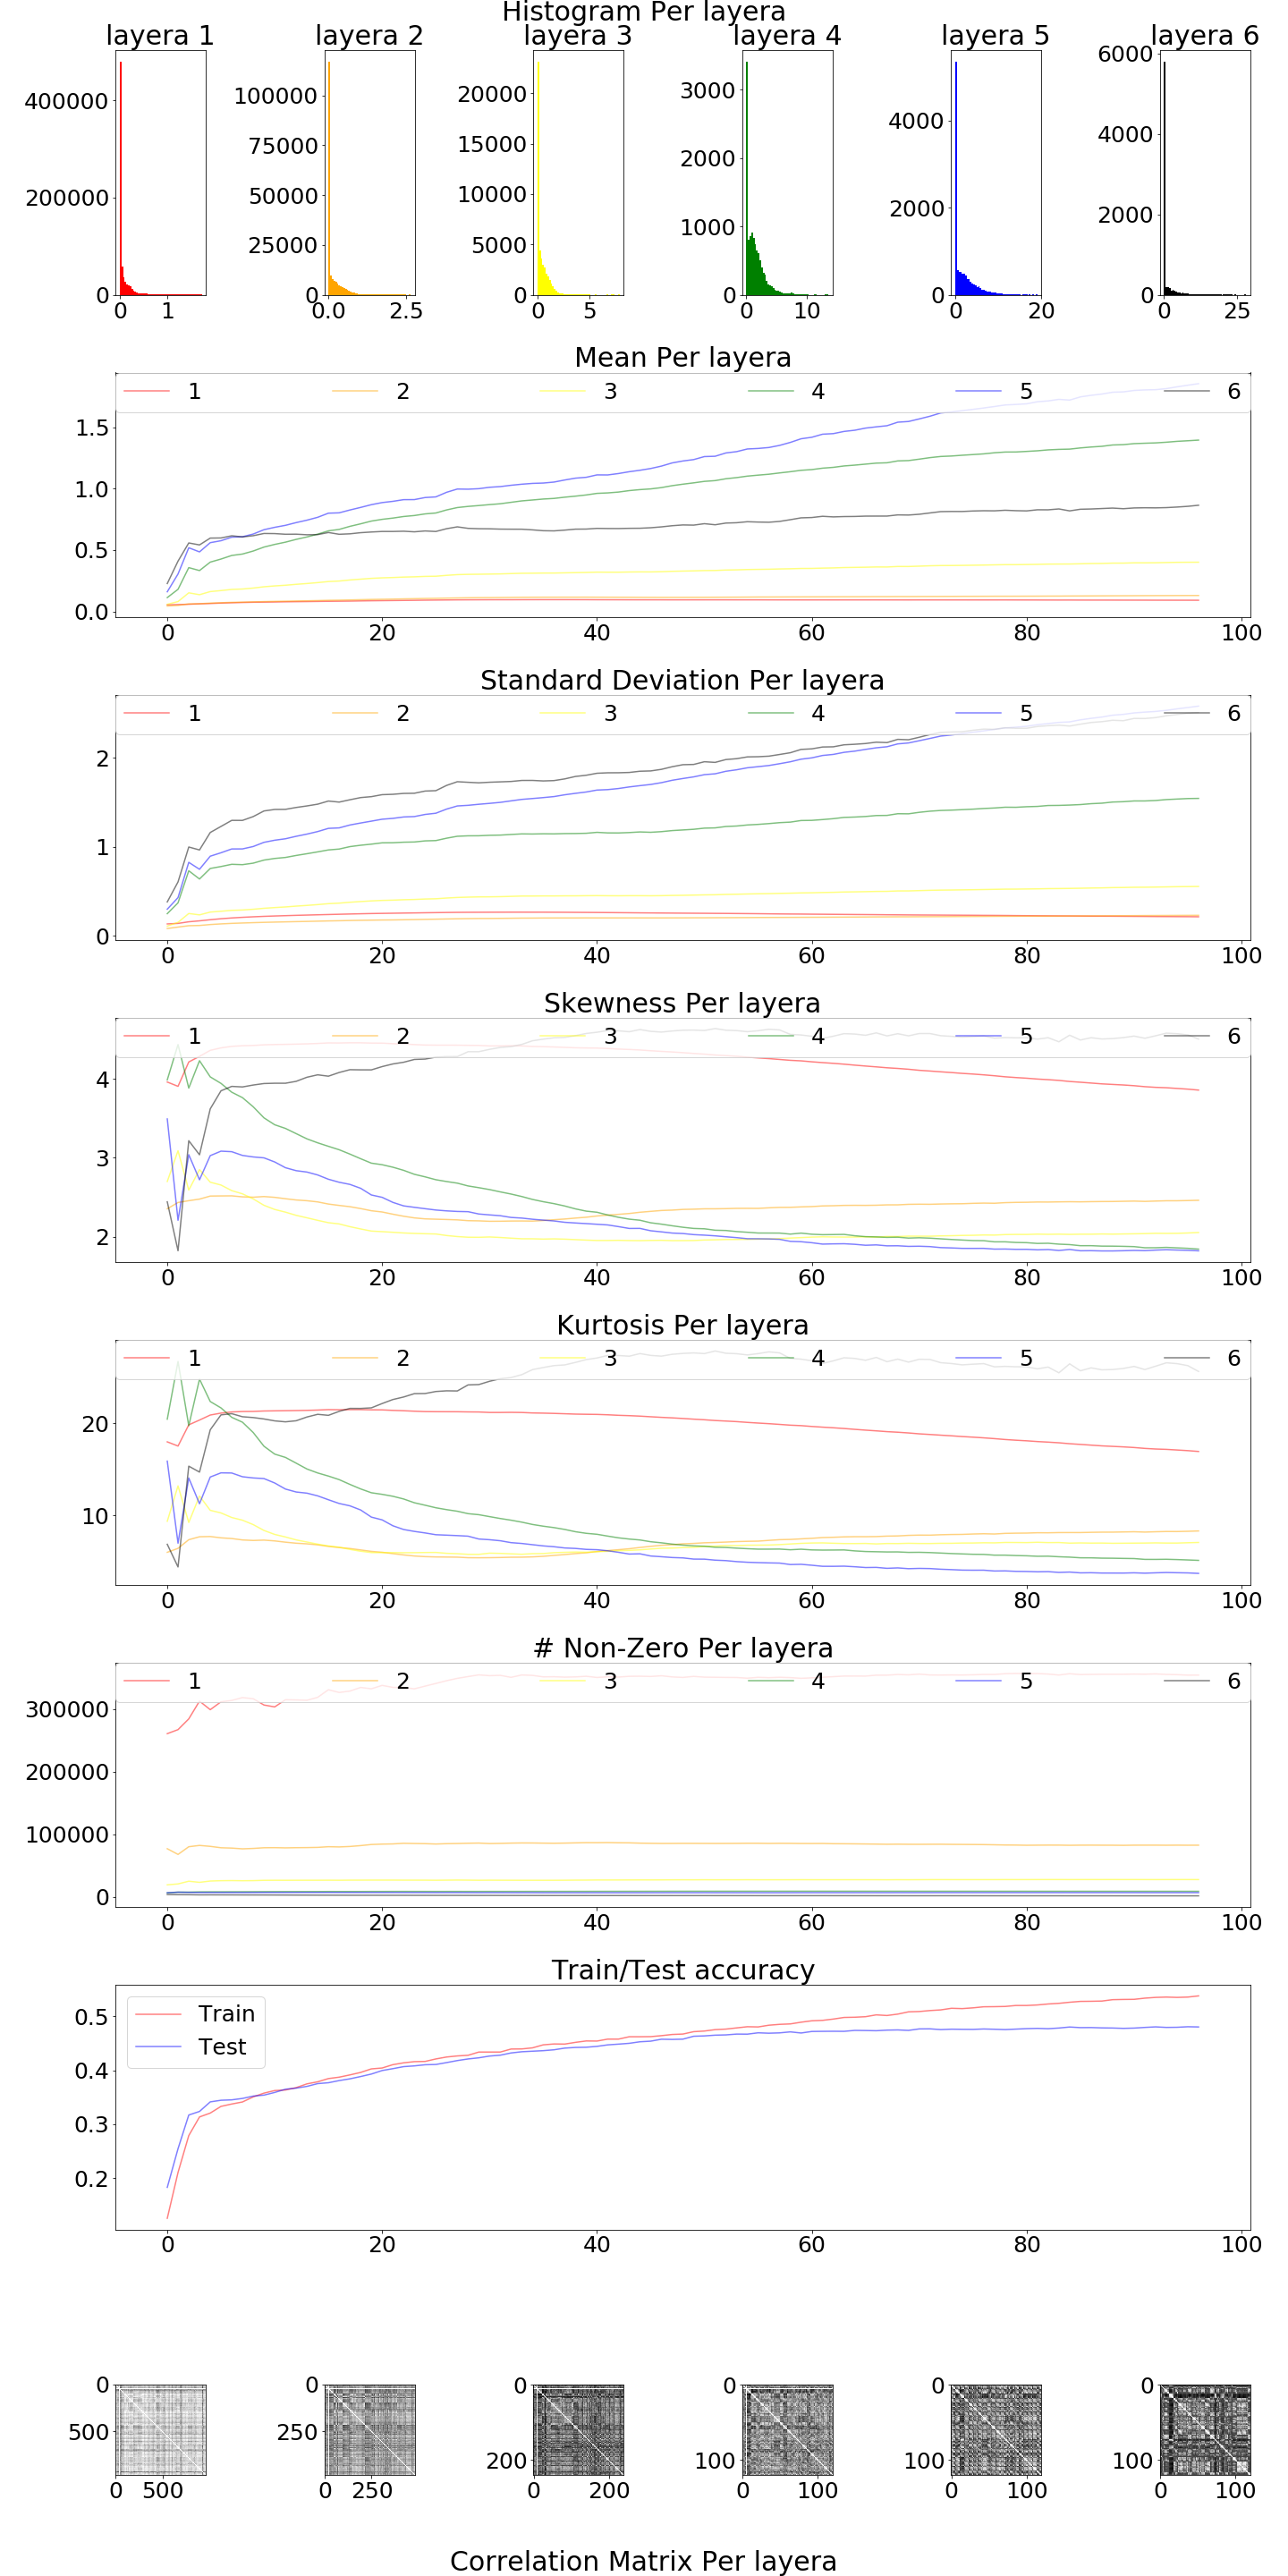 Histogram Per layera
layera 1 layera 2 layera 3 layera 4 layera 5 layera 6
400000 200000 0 0 1
100000 75000 50000 25000 0 0.0 2.5
20000 15000 10000 5000 0 0 5
3000 2000 1000 0 0 10
4000 2000 0 0 20
6000 4000 2000 0 0 25
Mean Per layera
1 2 3 4 5 6
1.5
1.0
0.5
0.0
0 20 40 60 80 100
Standard Deviation Per layera
1 2 3 4 5 6
2
1
0
0 20 40 60 80 100
Skewness Per layera
1 2 3 4 5 6
4
3
2
0 20 40 60 80 100
Kurtosis Per layera
1 2 3 4 5 6
20
10
0 20 40 60 80 100
# Non-Zero Per layera
1 2 3 4 5 6
300000
200000
100000
0
0 20 40 60 80 100
Train/Test accuracy
Train
Test
0.5
0.4
0.3
0.2
0 20 40 60 80 100
0 500 0 500
0 250 0 250
0 200 0 200
0 100 0 100
0 100 0 100
0 100 0 100
Correlation Matrix Per layera